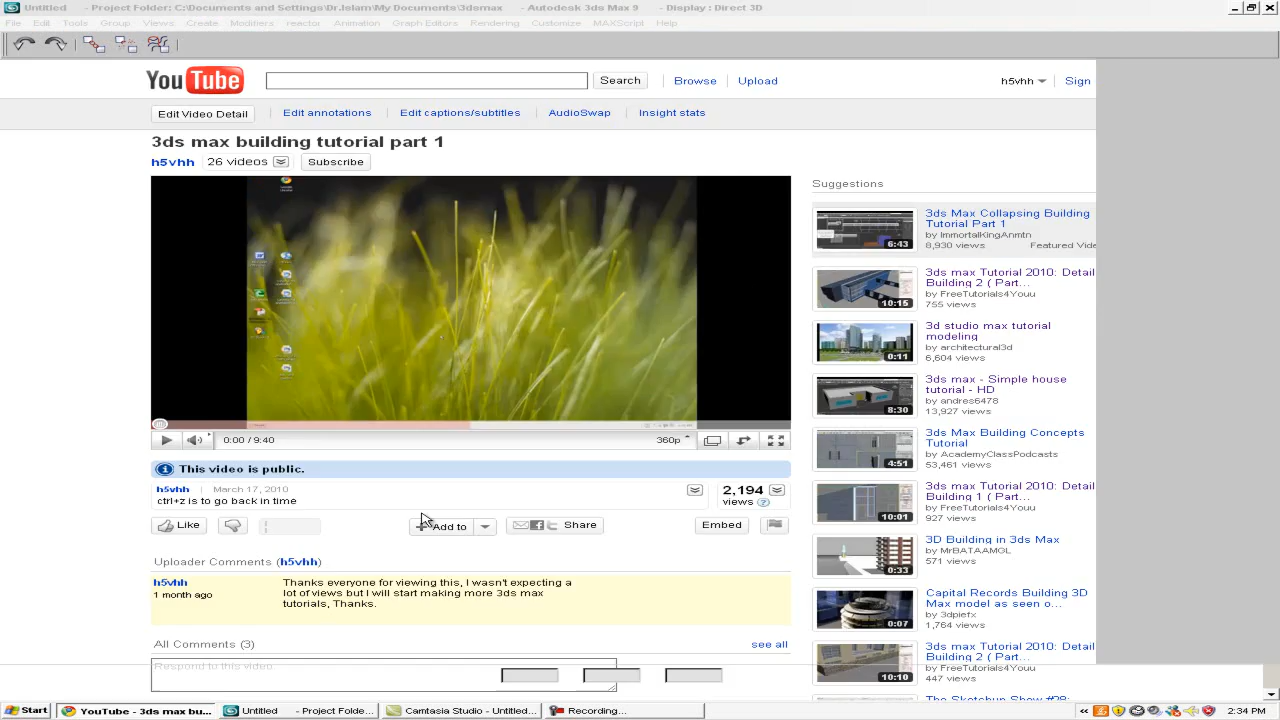 Untitled - Project Folder: C:\Documents and Settings\Dr.Islam\My Documents\3dsmax - Autodesk 3ds Max 9 - Display : Direct 3D
File Edit Tools Group Views Create Modifiers reactor Animation Graph Editors Rendering Customize MAXScript Help
YouTube Search Browse Upload h5vhh Sign
Edit Video Detail Edit annotations Edit captions/subtitles AudioSwap Insight stats
3ds max building tutorial part 1
h5vhh 26 videos Subscribe
0:00 / 9:40 360p
This video is public.
h5vhh March 17, 2010
ctrl+z is to go back in time
2,194
views ?
Like Add to Share Embed
Uploader Comments (h5vhh)
h5vhh
1 month ago
Thanks everyone for viewing this, I wasn't expecting a
lot of views but I will start making more 3ds max
tutorials. Thanks.
All Comments (3) see all
Respond to this video
Suggestions
3ds Max Collapsing Building
Tutorial Part 1
by ImmortalKingAnmtn
8,930 views Featured Vide
6:43
3ds max Tutorial 2010: Detail
Building 2 ( Part...
by FreeTutorials4Youu
755 views
10:15
3d studio max tutorial
modeling
by architectural3d
6,604 views
0:11
3ds max - Simple house
tutorial - HD
by andres6478
13,927 views
8:30
3ds Max Building Concepts
Tutorial
by AcademyClassPodcasts
53,461 views
4:51
3ds max Tutorial 2010: Detail
Building 1 ( Part...
by FreeTutorials4Youu
927 views
10:01
3D Building in 3ds Max
by MrBATAAMGL
571 views
0:33
Capital Records Building 3D
Max model as seen o...
by 3dpiefx
1,764 views
0:07
3ds max Tutorial 2010: Detail
Building 2 ( Part...
by FreeTutorials4Youu
447 views
10:10
The Sketchup Show #28:
Start YouTube - 3ds max bu... Untitled - Project folde... Camtasia Studio - Untitled... Recording... 2:34 PM